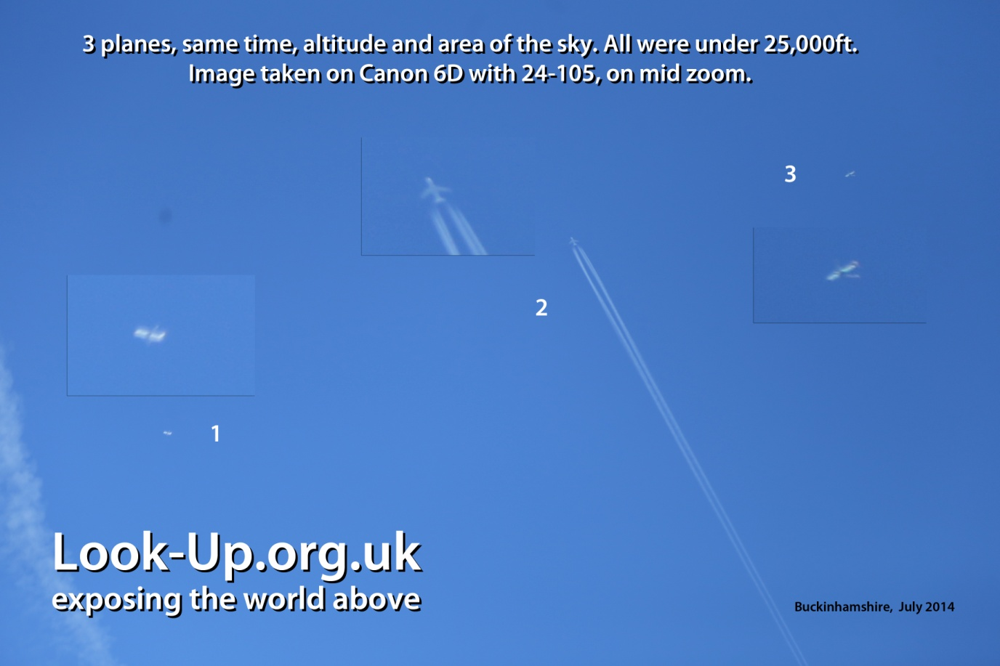 3 planes, same time, altitude and area of the sky. All were under 25,000ft.
Image taken on Canon 6D with 24-105, on mid zoom.
3
2
1
Look-Up.org.uk
exposing the world above
Buckinhamshire, July 2014